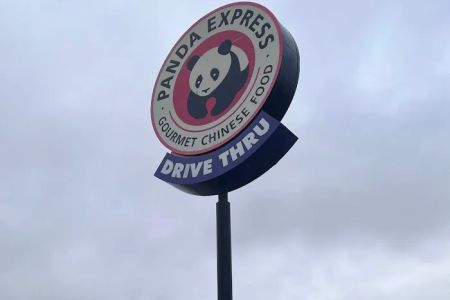 PANDA EXPRESS
GOURMET CHINESE FOOD
DRIVE THRU